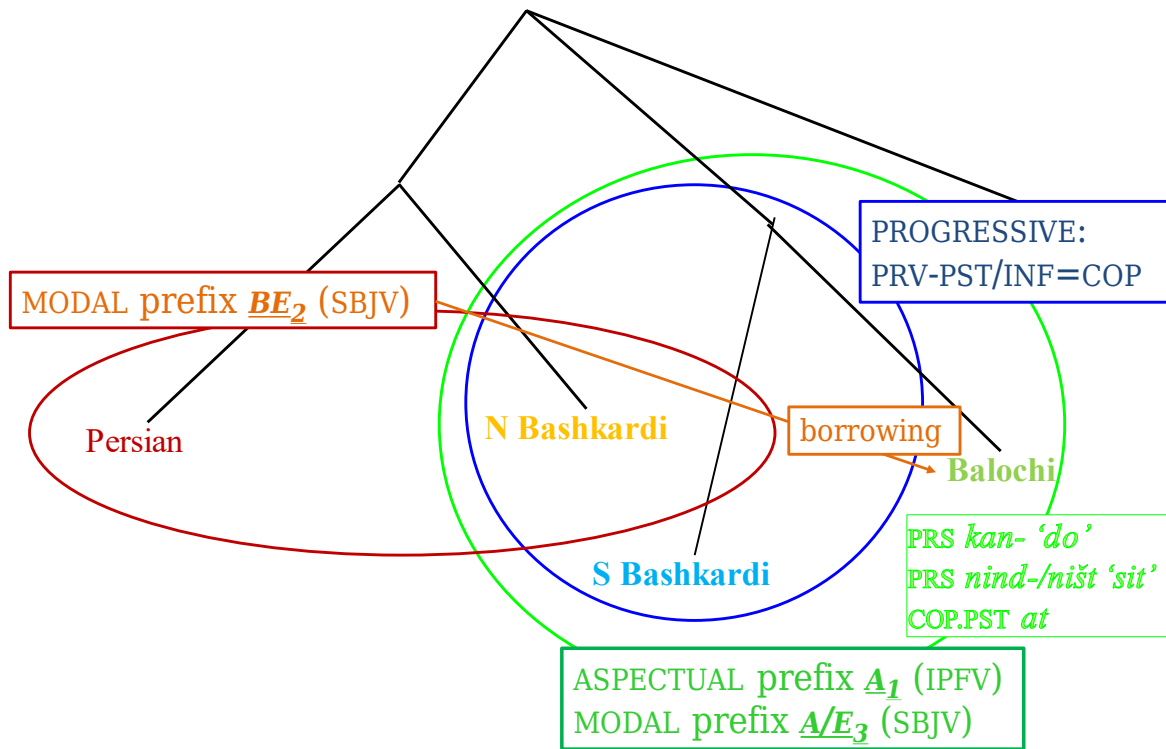 PROGRESSIVE:
PRV-PST/INF=COP
MODAL prefix BE₂ (SBJV)
Persian
N Bashkardi
borrowing
Balochi
S Bashkardi
PRS kan- ‘do’
PRS nind-/ništ ‘sit’
COP.PST at
ASPECTUAL prefix A₁ (IPFV)
MODAL prefix A/E₃ (SBJV)